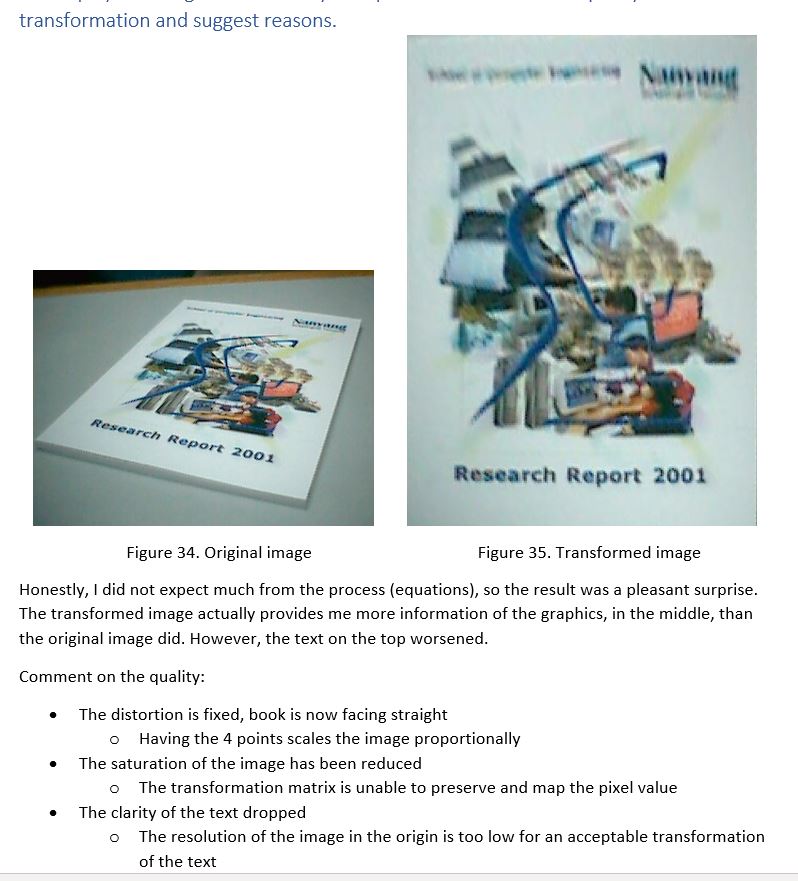 transformation and suggest reasons.
Nanyang
Research Report 2001
Nanyang
Research Report 2001
Figure 34. Original image
Figure 35. Transformed image
Honestly, I did not expect much from the process (equations), so the result was a pleasant surprise.
The transformed image actually provides me more information of the graphics, in the middle, than
the original image did. However, the text on the top worsened.
Comment on the quality:
• The distortion is fixed, book is now facing straight
o Having the 4 points scales the image proportionally
• The saturation of the image has been reduced
o The transformation matrix is unable to preserve and map the pixel value
• The clarity of the text dropped
o The resolution of the image in the origin is too low for an acceptable transformation
of the text